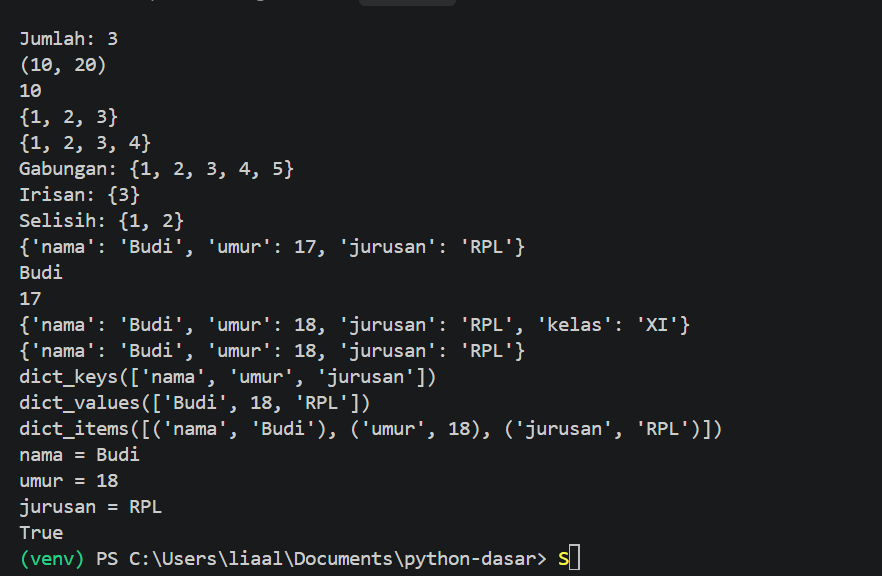 Jumlah: 3
(10, 20)
10
{1, 2, 3}
{1, 2, 3, 4}
Gabungan: {1, 2, 3, 4, 5}
Irisan: {3}
Selisih: {1, 2}
{'nama': 'Budi', 'umur': 17, 'jurusan': 'RPL'}
Budi
17
{'nama': 'Budi', 'umur': 18, 'jurusan': 'RPL', 'kelas': 'XI'}
{'nama': 'Budi', 'umur': 18, 'jurusan': 'RPL'}
dict_keys(['nama', 'umur', 'jurusan'])
dict_values(['Budi', 18, 'RPL'])
dict_items([('nama', 'Budi'), ('umur', 18), ('jurusan', 'RPL')])
nama = Budi
umur = 18
jurusan = RPL
True
(venv) PS C:\Users\liaal\Documents\python-dasar> S